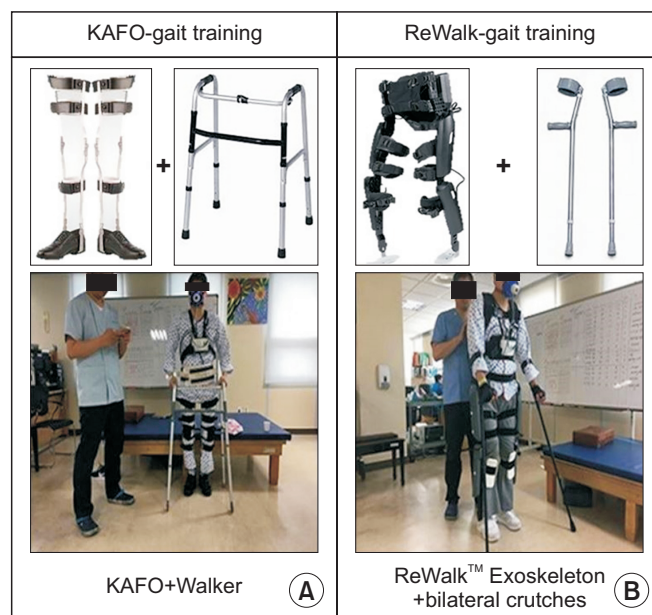 KAFO-gait training
ReWalk-gait training
+
+
KAFO+Walker
A
ReWalk™ Exoskeleton
+bilateral crutches
B